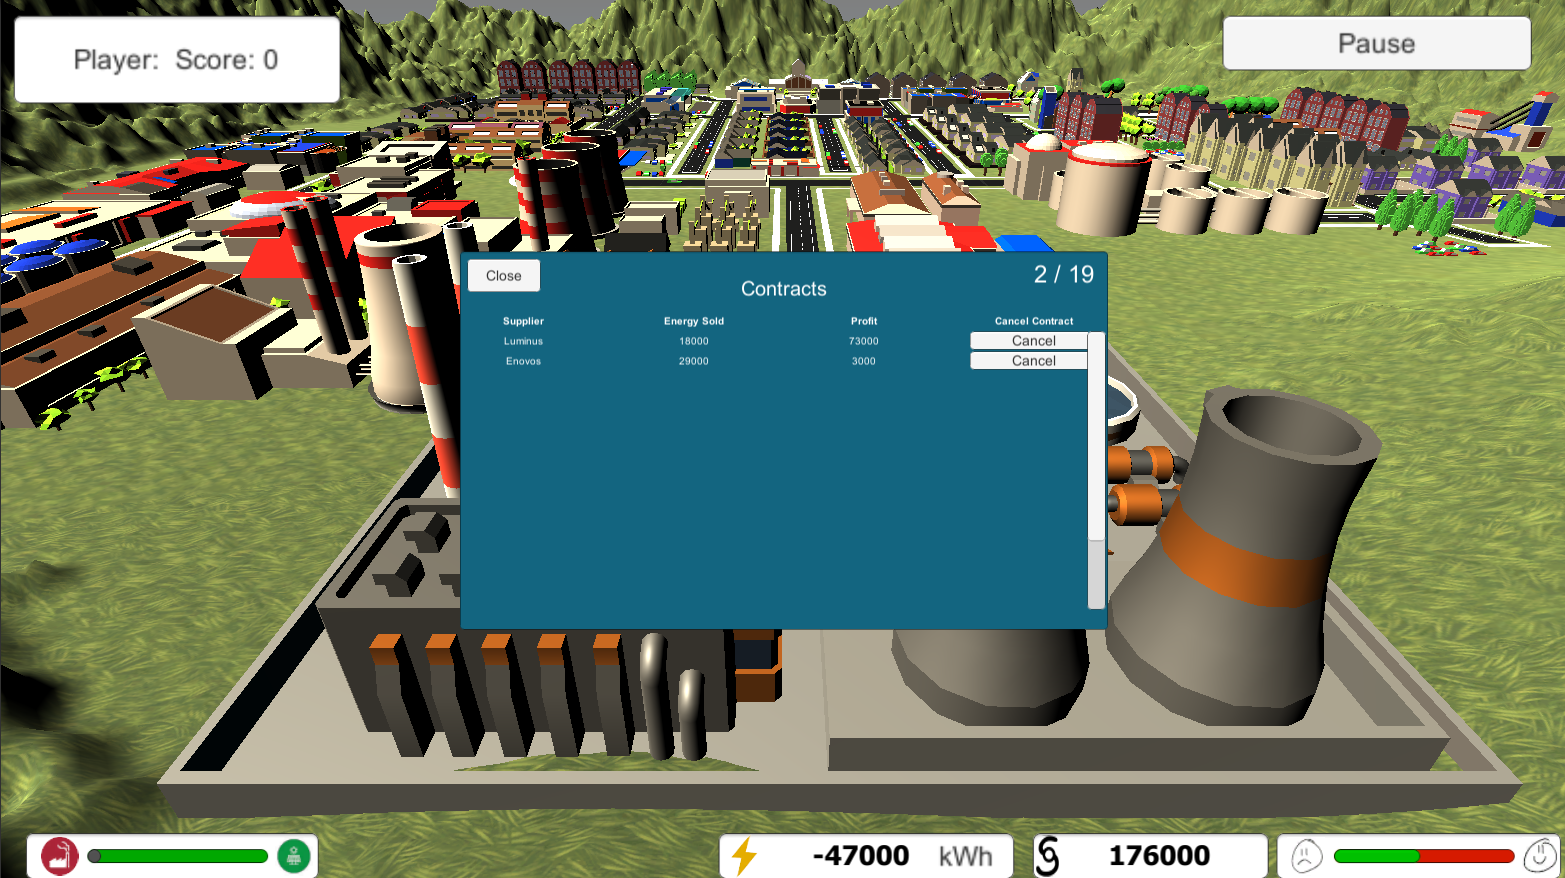 Player: Score: 0
Pause
Close
2 / 19
Contracts
Supplier Energy Sold Profit Cancel Contract
Luminus 18000 73000 Cancel
Enovos 29000 3000 Cancel
-47000 kWh
176000